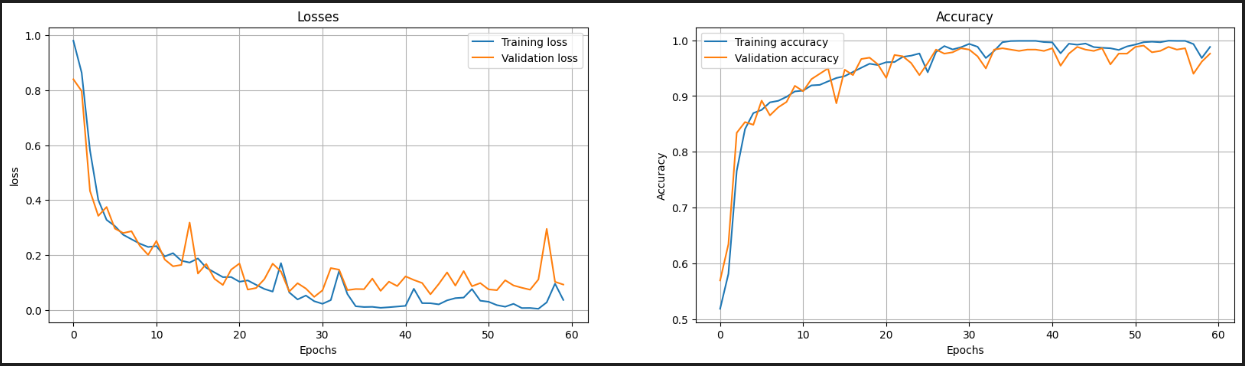 Losses
1.0
0.8
0.6
0.4
0.2
0.0
loss
Training loss
Validation loss
0 10 20 30 40 50 60
Epochs
Accuracy
1.0
0.9
0.8
0.7
0.6
0.5
Accuracy
Training accuracy
Validation accuracy
0 10 20 30 40 50 60
Epochs